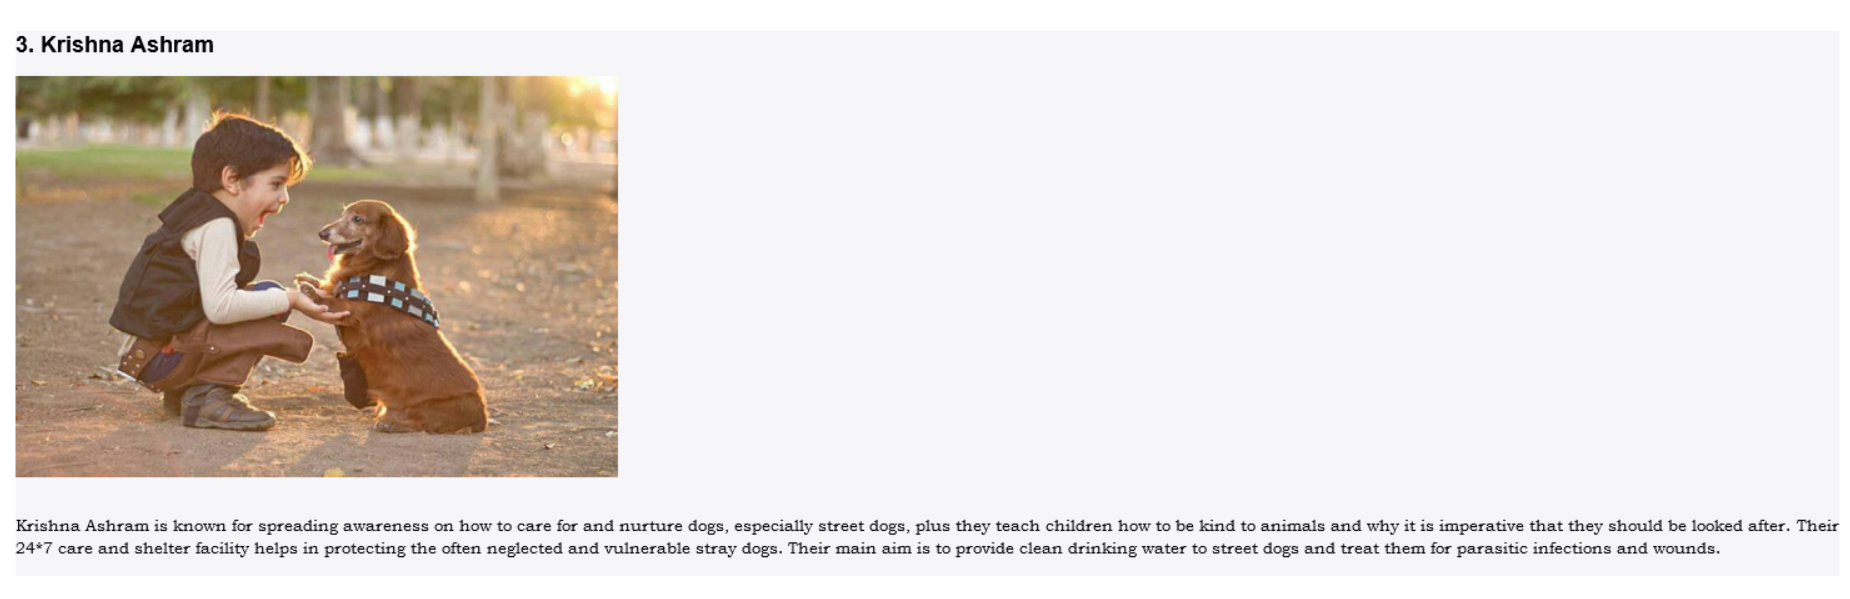 3. Krishna Ashram
Krishna Ashram is known for spreading awareness on how to care for and nurture dogs, especially street dogs, plus they teach children how to be kind to animals and why it is imperative that they should be looked after. Their
24*7 care and shelter facility helps in protecting the often neglected and vulnerable stray dogs. Their main aim is to provide clean drinking water to street dogs and treat them for parasitic infections and wounds.